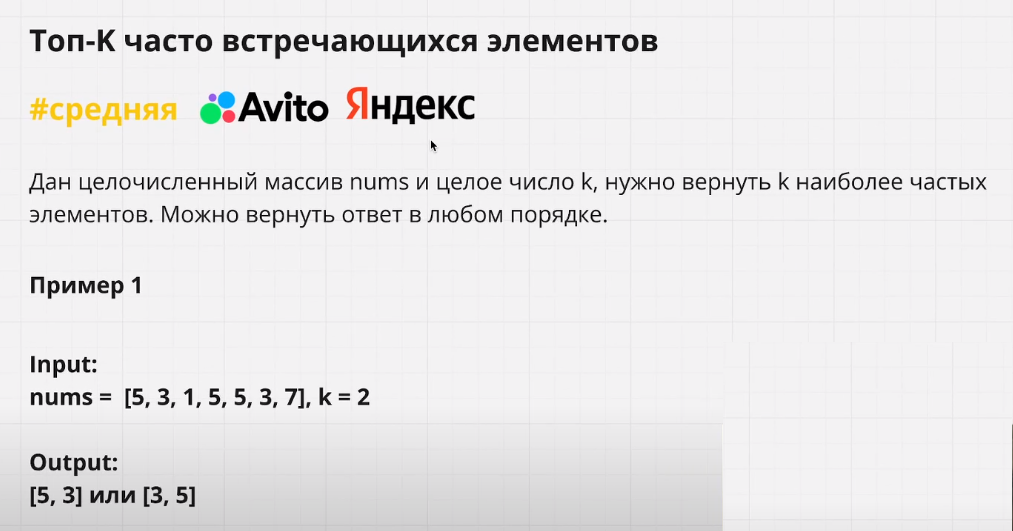 Топ-K часто встречающихся элементов
#средняя Avito Яндекс
Дан целочисленный массив nums и целое число k, нужно вернуть k наиболее частых
элементов. Можно вернуть ответ в любом порядке.
Пример 1
Input:
nums = [5, 3, 1, 5, 5, 3, 7], k = 2
Output:
[5, 3] или [3, 5]